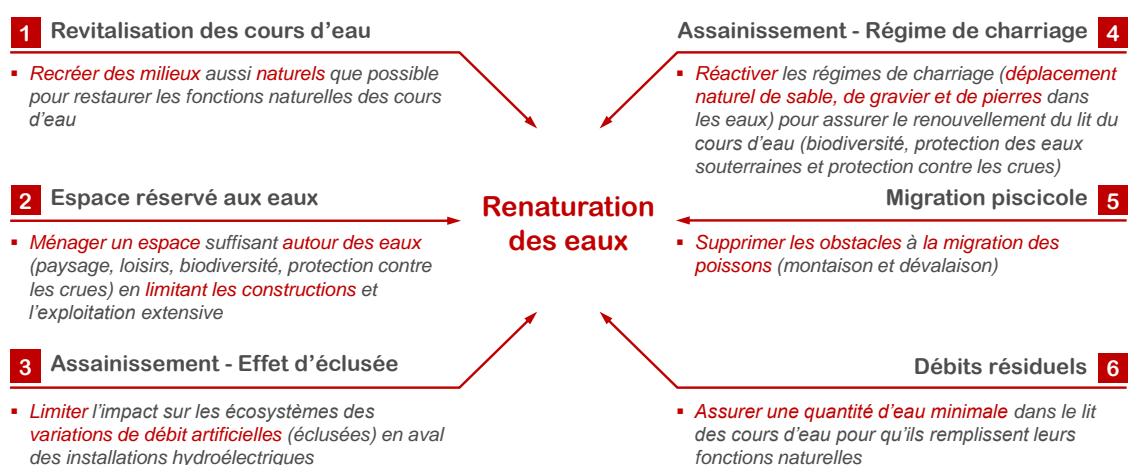 1 Revitalisation des cours d’eau
▪ Recréer des milieux aussi naturels que possible
pour restaurer les fonctions naturelles des cours
d’eau
2 Espace réservé aux eaux
▪ Ménager un espace suffisant autour des eaux
(paysage, loisirs, biodiversité, protection contre
les crues) en limitant les constructions et
l’exploitation extensive
3 Assainissement - Effet d’éclusée
▪ Limiter l’impact sur les écosystèmes des
variations de débit artificielles (éclusées) en aval
des installations hydroélectriques
Renaturation
des eaux
Assainissement - Régime de charriage 4
▪ Réactiver les régimes de charriage (déplacement
naturel de sable, de gravier et de pierres dans
les eaux) pour assurer le renouvellement du lit du
cours d’eau (biodiversité, protection des eaux
souterraines et protection contre les crues)
Migration piscicole 5
▪ Supprimer les obstacles à la migration des
poissons (montaison et dévalaison)
Débits résiduels 6
▪ Assurer une quantité d’eau minimale dans le lit
des cours d’eau pour qu’ils remplissent leurs
fonctions naturelles